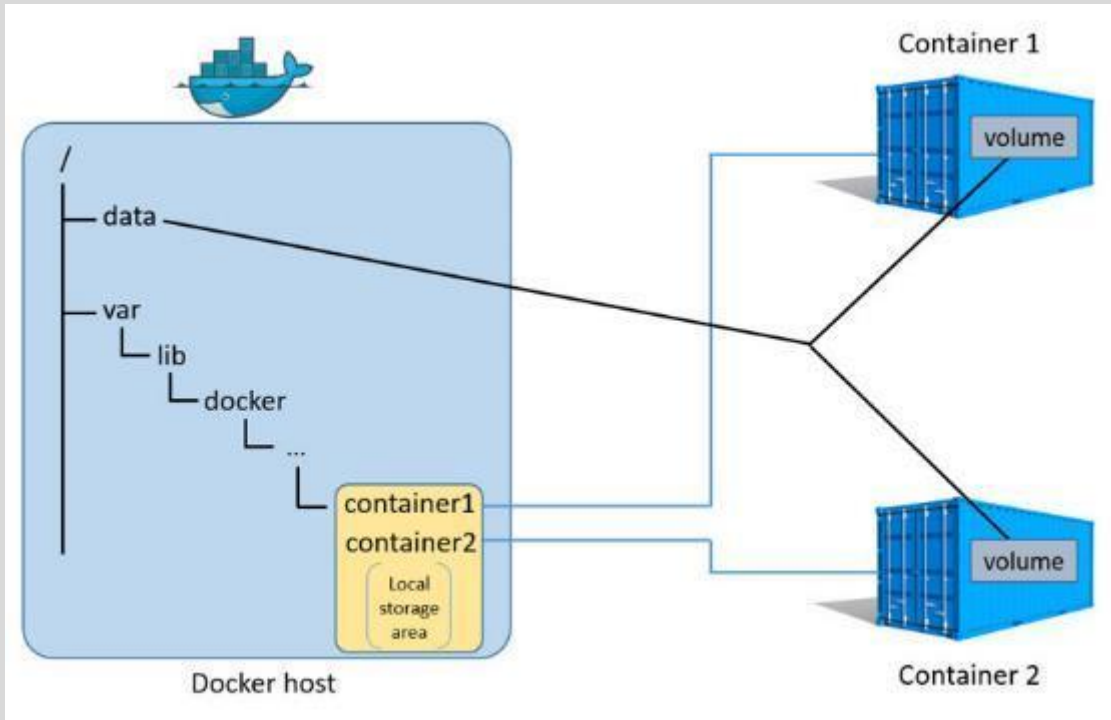 Container 1
volume
/
data
var
lib
docker
...
container1
container2
Local
storage
area
volume
Docker host
Container 2